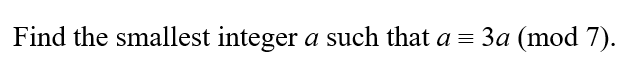 Find the smallest integer a such that a ≡ 3a (mod 7).